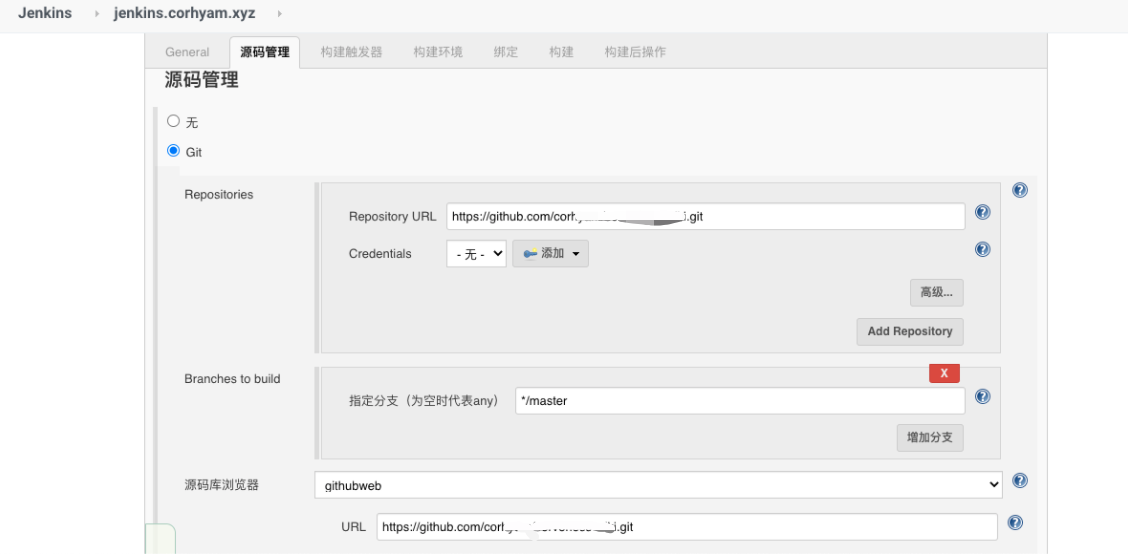 Jenkins jenkins.corhyam.xyz
General 源码管理 构建触发器 构建环境 绑定 构建 构建后操作
源码管理
无
Git
Repositories
Repository URL https://github.com/cor .git
Credentials - 无 - 添加
高级...
Add Repository
Branches to build
X
指定分支（为空时代表any） */master
增加分支
源码库浏览器 githubweb
URL https://github.com/cor .git